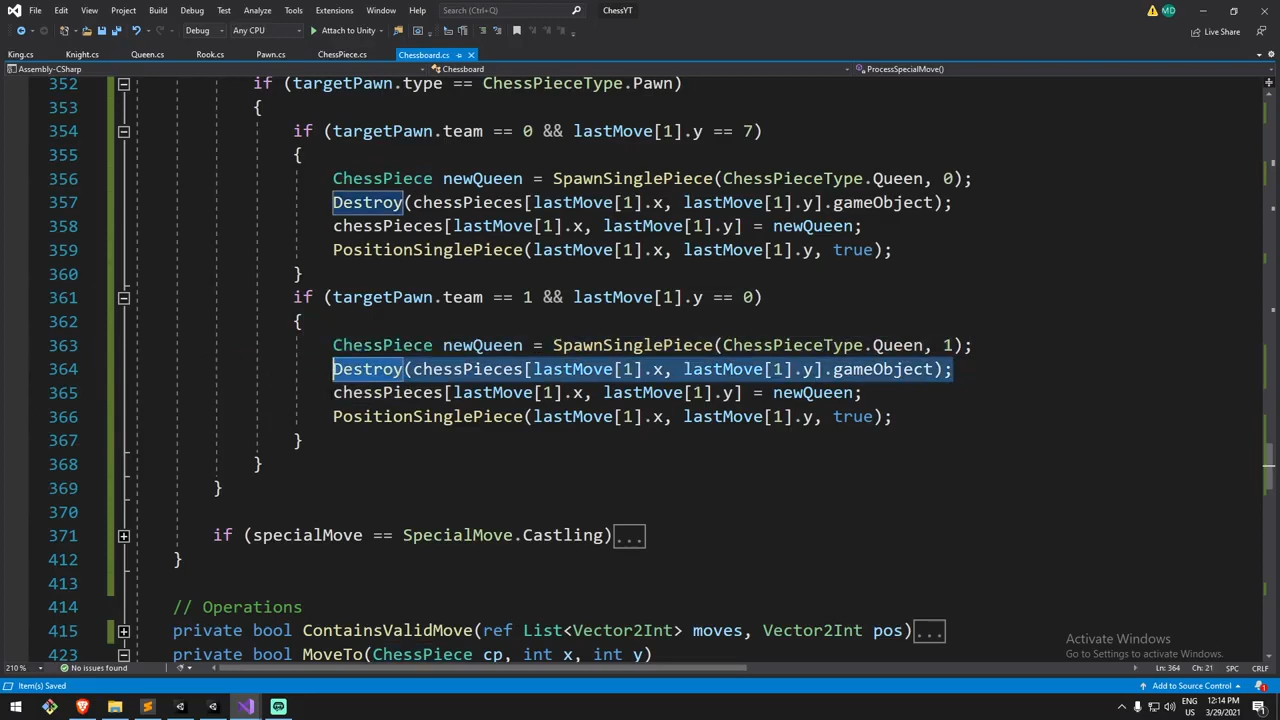 File Edit View Git Project Build Debug Test Analyze Tools Extensions Window Help Search (Ctrl+Q) ChessYT MD
Debug Any CPU Attach to Unity Live Share
King.cs Knight.cs Queen.cs Rook.cs Pawn.cs ChessPiece.cs Chessboard.cs
Assembly-CSharp Chessboard ProcessSpecialMove()
352 if (targetPawn.type == ChessPieceType.Pawn)
353 {
354 if (targetPawn.team == 0 && lastMove[1].y == 7)
355 {
356 ChessPiece newQueen = SpawnSinglePiece(ChessPieceType.Queen, 0);
357 Destroy(chessPieces[lastMove[1].x, lastMove[1].y].gameObject);
358 chessPieces[lastMove[1].x, lastMove[1].y] = newQueen;
359 PositionSinglePiece(lastMove[1].x, lastMove[1].y, true);
360 }
361 if (targetPawn.team == 1 && lastMove[1].y == 0)
362 {
363 ChessPiece newQueen = SpawnSinglePiece(ChessPieceType.Queen, 1);
364 Destroy(chessPieces[lastMove[1].x, lastMove[1].y].gameObject);
365 chessPieces[lastMove[1].x, lastMove[1].y] = newQueen;
366 PositionSinglePiece(lastMove[1].x, lastMove[1].y, true);
367 }
368 }
369 }
370
371 if (specialMove == SpecialMove.Castling)...
412 }
413
414 // Operations
415 private bool ContainsValidMove(ref List<Vector2Int> moves, Vector2Int pos)...
423 private bool MoveTo(ChessPiece cp, int x, int y)
Activate Windows
Go to Settings to activate Windows.
210 % No issues found Ln: 364 Ch: 21 SPC CRLF
Item(s) Saved Add to Source Control 1
ENG 12:14 PM
US 3/29/2021